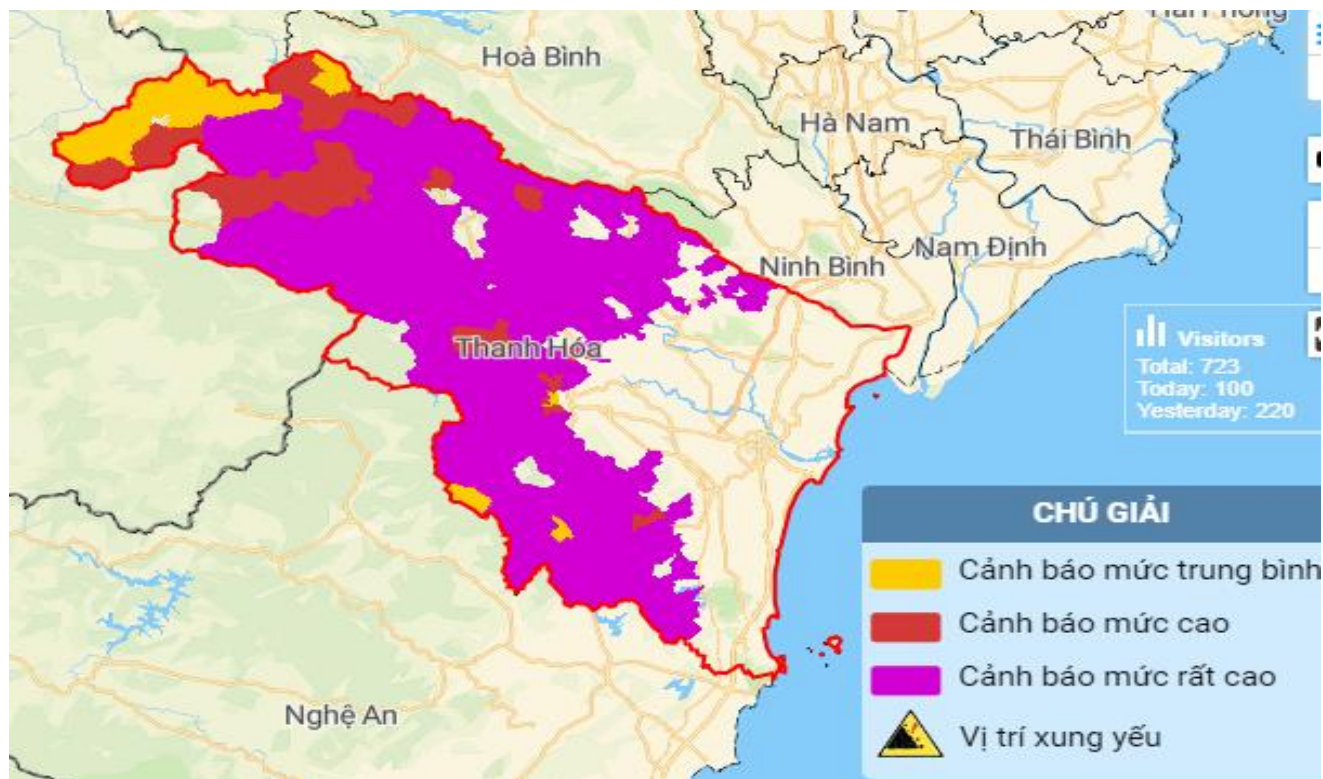 Hoà Bình
Hà Nam
Thái Bình
Nam Định
Ninh Bình
Thanh Hóa
Nghệ An
Visitors
Total: 723
Today: 100
Yesterday: 220
CHÚ GIẢI
Cảnh báo mức trung bình
Cảnh báo mức cao
Cảnh báo mức rất cao
Vị trí xung yếu